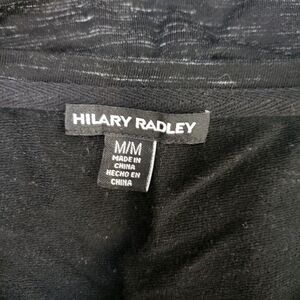 HILARY RADLEY
M/M
MADE IN
CHINA
HECHO EN
CHINA